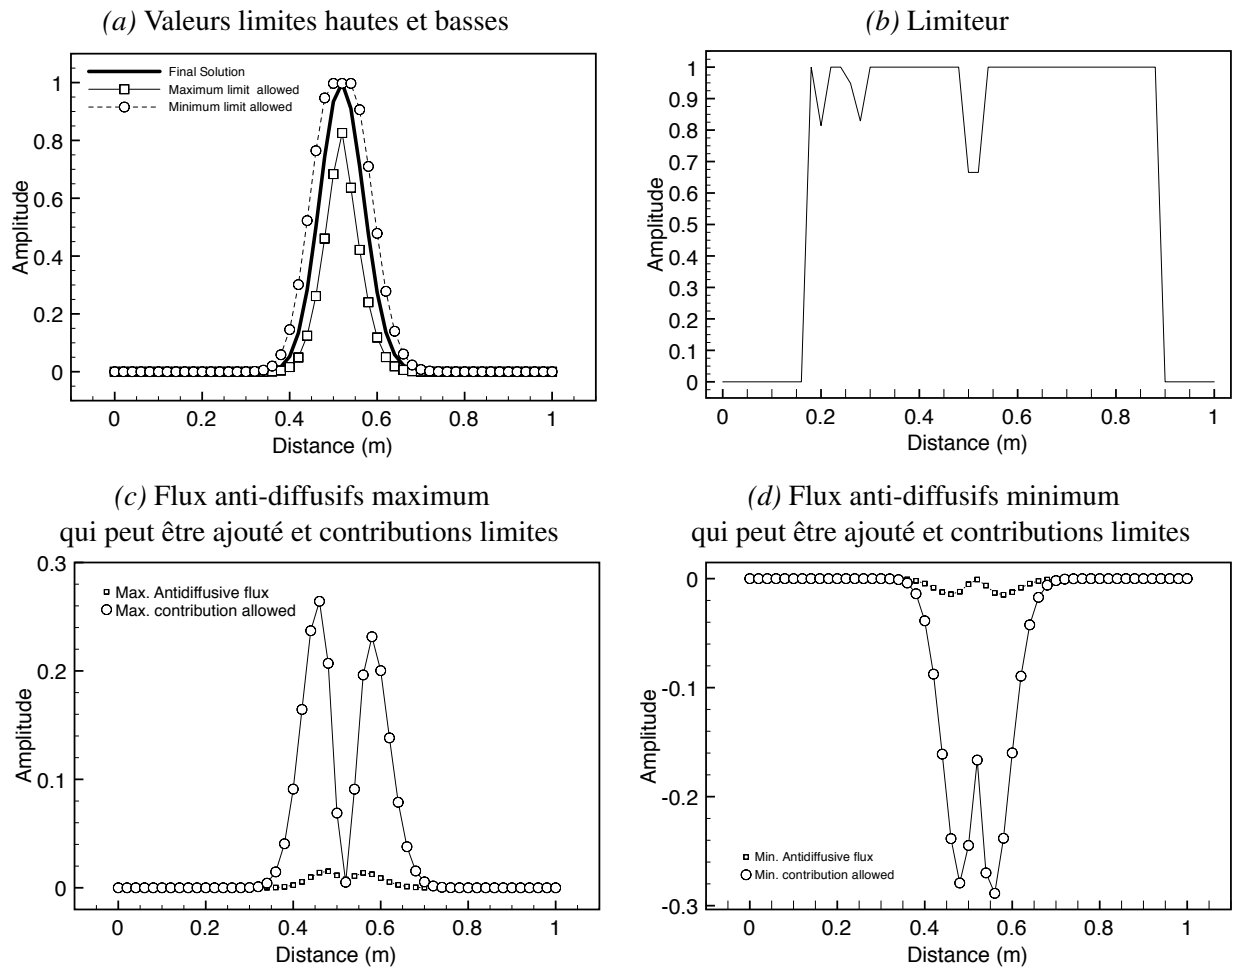 (a) Valeurs limites hautes et basses
Final Solution
Maximum limit allowed
Minimum limit allowed
1
0.8
0.6
0.4
0.2
0
Amplitude
0 0.2 0.4 0.6 0.8 1
Distance (m)
(b) Limiteur
1
0.9
0.8
0.7
0.6
0.5
0.4
0.3
0.2
0.1
0
Amplitude
0 0.2 0.4 0.6 0.8 1
Distance (m)
(c) Flux anti-diffusifs maximum
qui peut être ajouté et contributions limites
Max. Antidiffusive flux
Max. contribution allowed
0.3
0.2
0.1
0
Amplitude
0 0.2 0.4 0.6 0.8 1
Distance (m)
(d) Flux anti-diffusifs minimum
qui peut être ajouté et contributions limites
0
-0.1
-0.2
-0.3
Amplitude
Min. Antidiffusive flux
Min. contribution allowed
0 0.2 0.4 0.6 0.8 1
Distance (m)